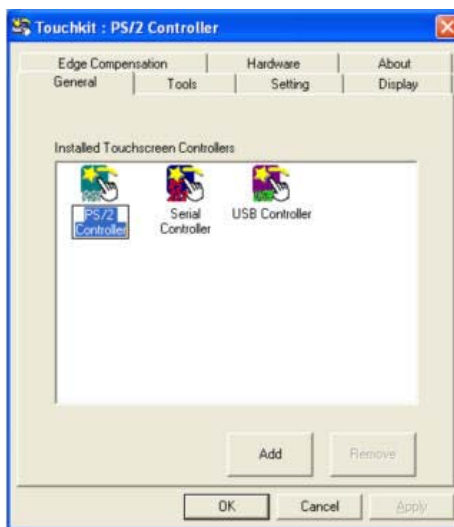 Touchkit : PS/2 Controller
Edge Compensation Hardware About
General Tools Setting Display
Installed Touchscreen Controllers
PS/2 Serial USB Controller
Controller Controller
Add Remove
OK Cancel Apply